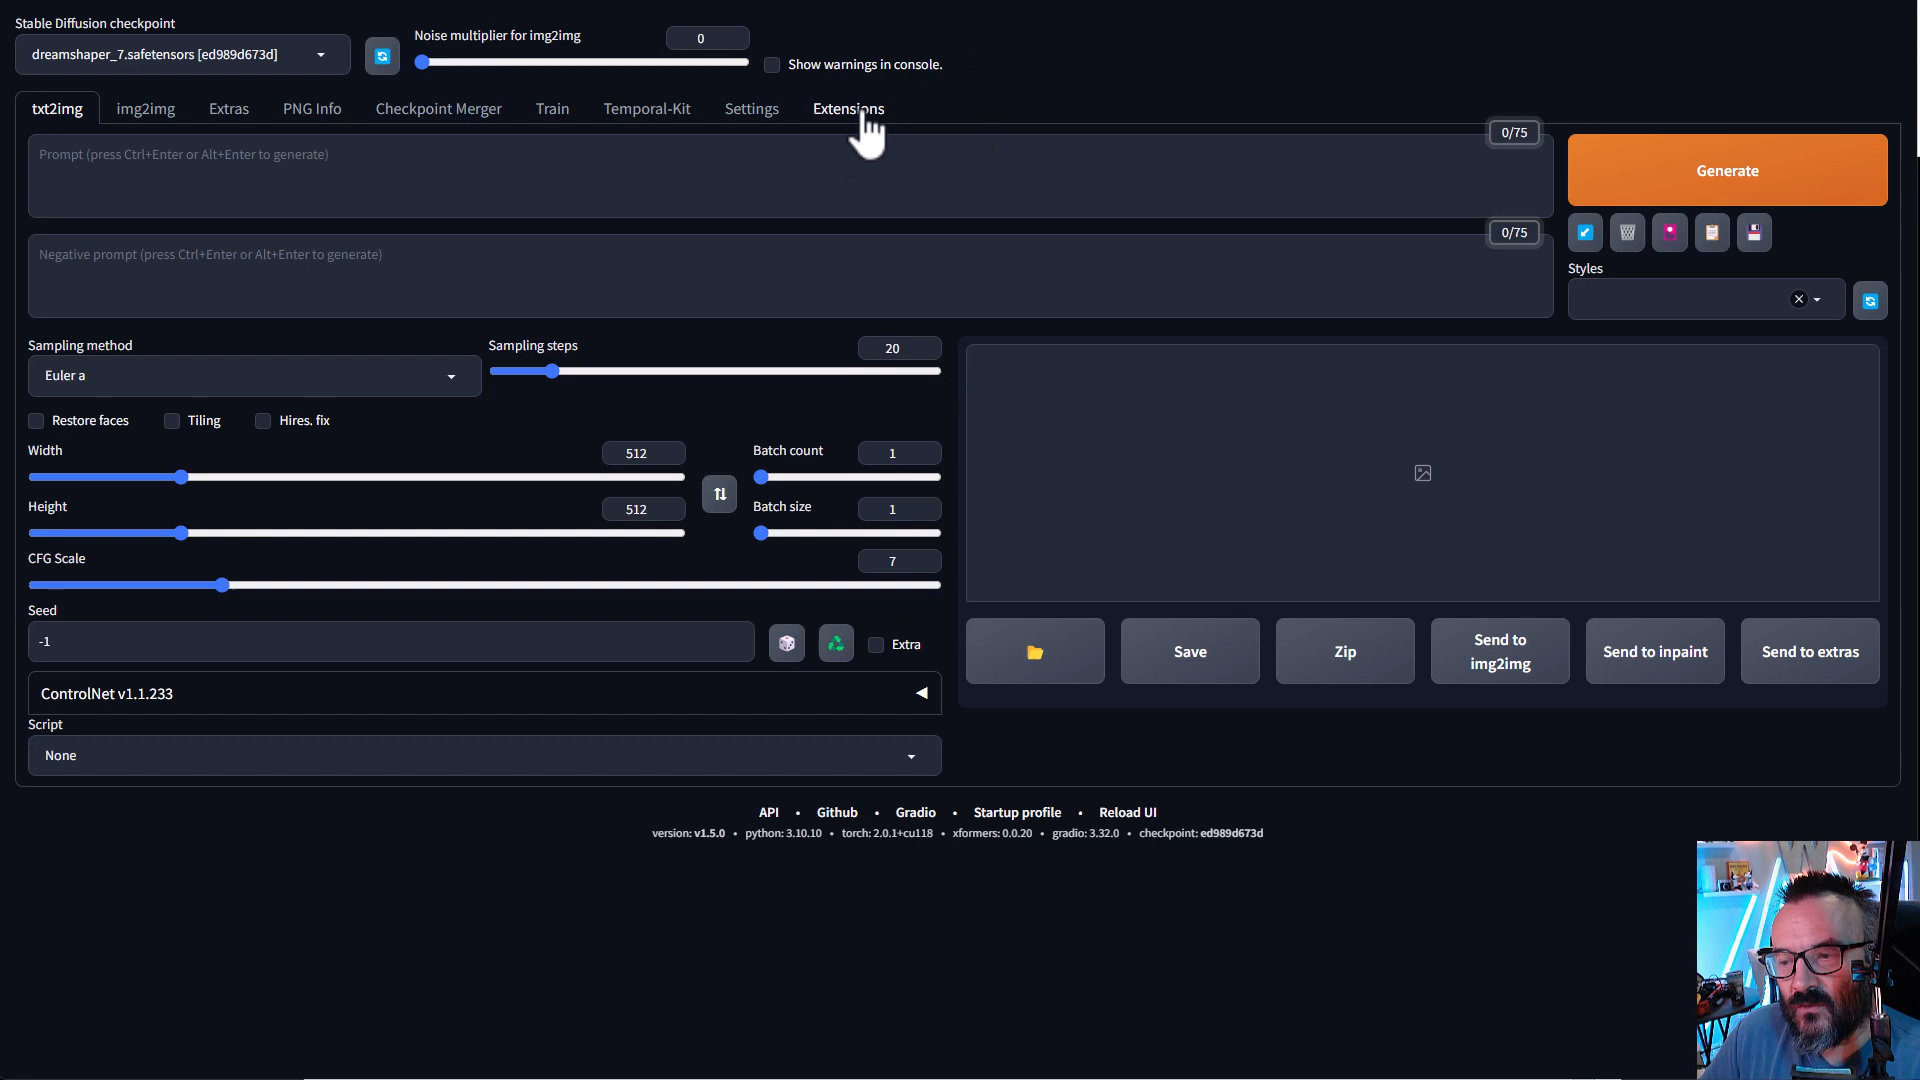 Stable Diffusion checkpoint
dreamshaper_7.safetensors [ed989d673d]
Noise multiplier for img2img
0
Show warnings in console.
txt2img
img2img
Extras
PNG Info
Checkpoint Merger
Train
Temporal-Kit
Settings
Extensions
Prompt (press Ctrl+Enter or Alt+Enter to generate)
0/75
Negative prompt (press Ctrl+Enter or Alt+Enter to generate)
0/75
Generate
Styles
Sampling method
Euler a
Sampling steps
20
Restore faces
Tiling
Hires. fix
Width
512
Height
512
Batch count
1
Batch size
1
CFG Scale
7
Seed
-1
Extra
ControlNet v1.1.233
Script
None
Save
Zip
Send to
img2img
Send to inpaint
Send to extras
API • Github • Gradio • Startup profile • Reload UI
version: v1.5.0 • python: 3.10.10 • torch: 2.0.1+cu118 • xformers: 0.0.20 • gradio: 3.32.0 • checkpoint: ed989d673d